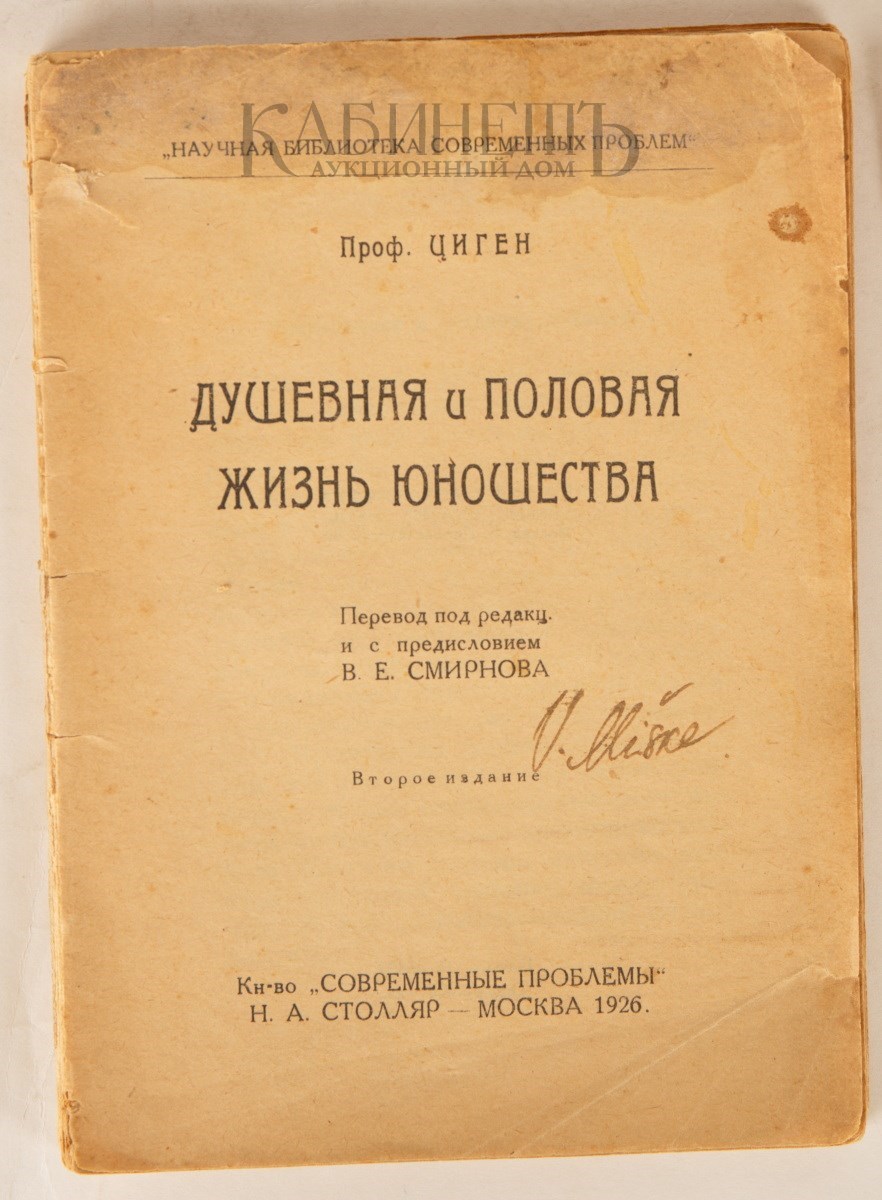 КАБИНЕТЪ
АУКЦИОННЫЙ ДОМ
„НАУЧНАЯ БИБЛИОТЕКА СОВРЕМЕННЫХ ПРОБЛЕМ“
Проф. ЦИГЕН
ДУШЕВНАЯ и ПОЛОВАЯ
ЖИЗНЬ ЮНОШЕСТВА
Перевод под редакц.
и с предисловием
В. Е. СМИРНОВА
V. Miške
Второе издание
Кн-во „СОВРЕМЕННЫЕ ПРОБЛЕМЫ“
Н. А. СТОЛЛЯР — МОСКВА 1926.